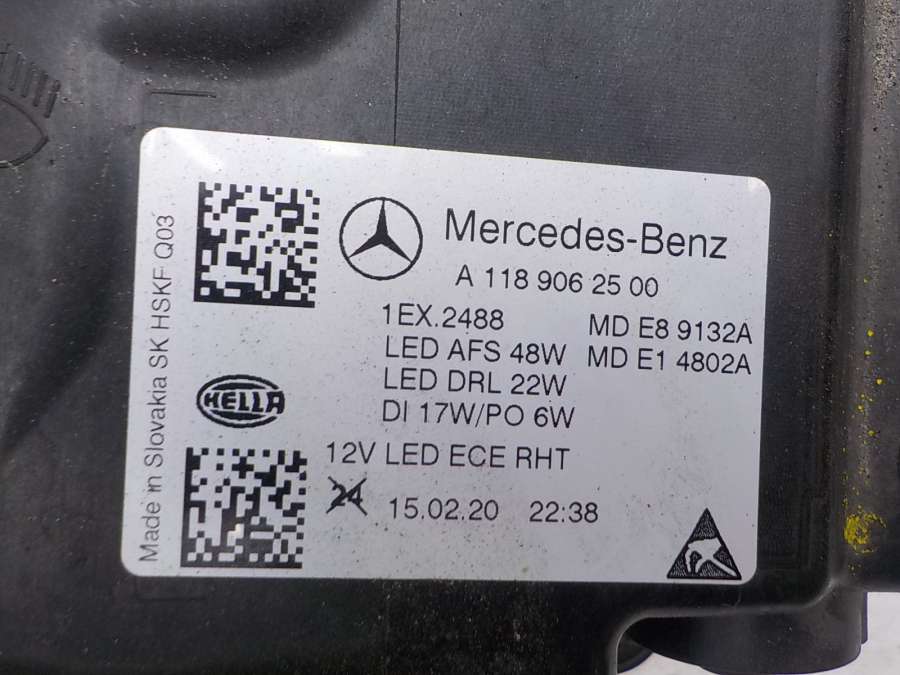 Mercedes-Benz
A 118 906 25 00
1EX.2488 MD E8 9132A
LED AFS 48W MD E1 4802A
LED DRL 22W
DI 17W/PO 6W
HELLA
12V LED ECE RHT
24 15.02.20 22:38
Made in Slovakia SK HSKF Q03